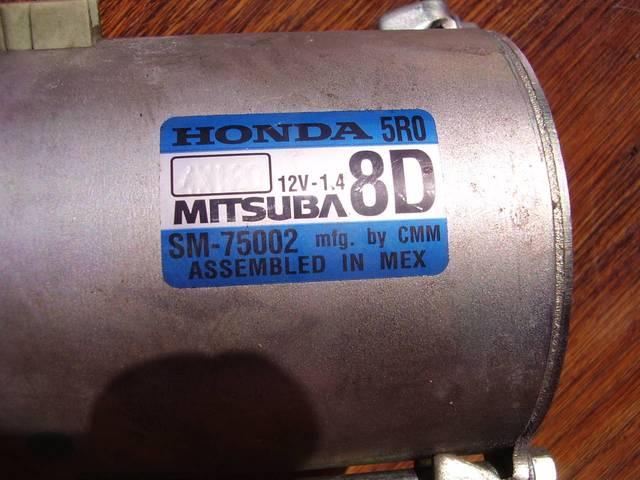 HONDA 5R0
12V-1.4 8D
MITSUBA
SM-75002 mfg. by CMM
ASSEMBLED IN MEX